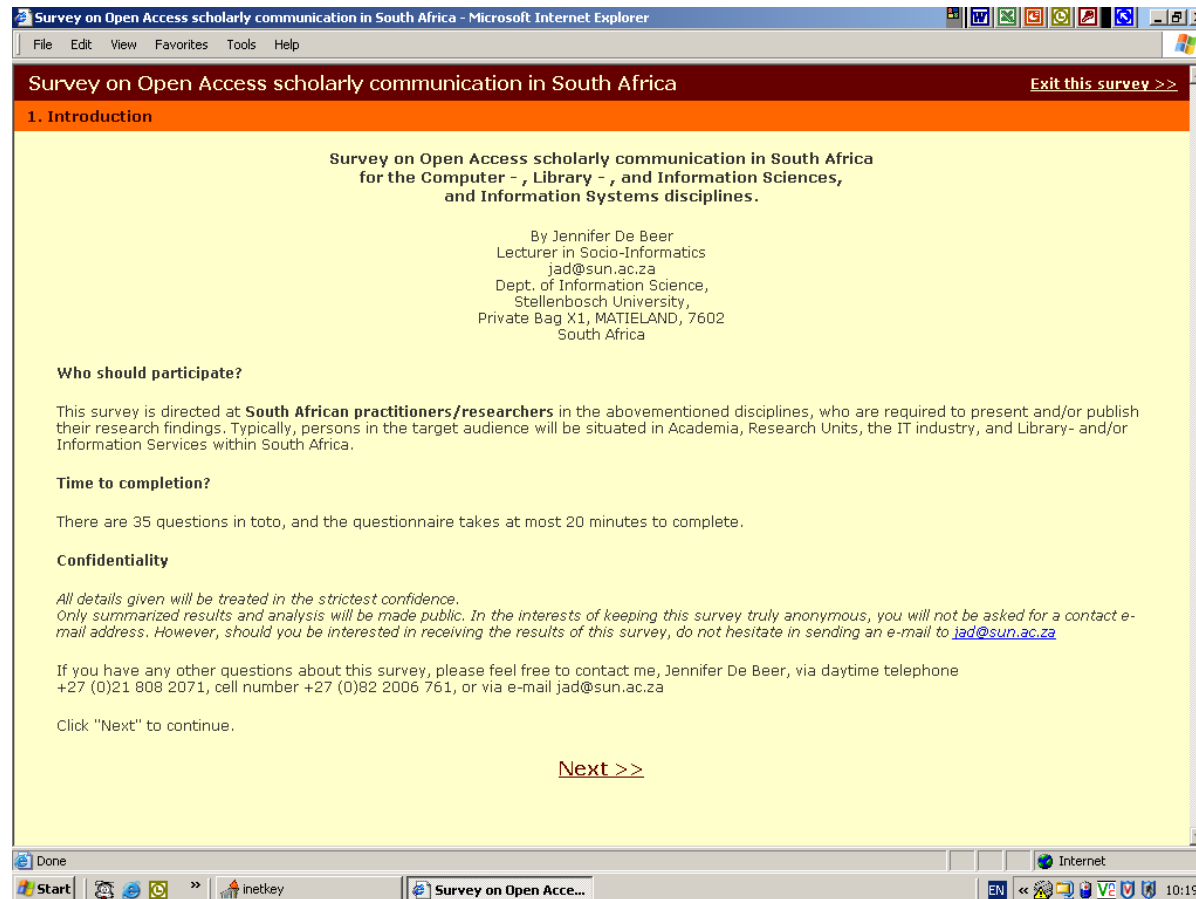 Survey on Open Access scholarly communication in South Africa - Microsoft Internet Explorer
File Edit View Favorites Tools Help
Survey on Open Access scholarly communication in South Africa
Exit this survey >>
1. Introduction
Survey on Open Access scholarly communication in South Africa
for the Computer - , Library - , and Information Sciences,
and Information Systems disciplines.
By Jennifer De Beer
Lecturer in Socio-Informatics
jad@sun.ac.za
Dept. of Information Science,
Stellenbosch University,
Private Bag X1, MATIELAND, 7602
South Africa
Who should participate?
This survey is directed at South African practitioners/researchers in the abovementioned disciplines, who are required to present and/or publish
their research findings. Typically, persons in the target audience will be situated in Academia, Research Units, the IT industry, and Library- and/or
Information Services within South Africa.
Time to completion?
There are 35 questions in toto, and the questionnaire takes at most 20 minutes to complete.
Confidentiality
All details given will be treated in the strictest confidence.
Only summarized results and analysis will be made public. In the interests of keeping this survey truly anonymous, you will not be asked for a contact e-
mail address. However, should you be interested in receiving the results of this survey, do not hesitate in sending an e-mail to jad@sun.ac.za
If you have any other questions about this survey, please feel free to contact me, Jennifer De Beer, via daytime telephone
+27 (0)21 808 2071, cell number +27 (0)82 2006 761, or via e-mail jad@sun.ac.za
Click "Next" to continue.
Next >>
Done
Internet
Start
»
inetkey
Survey on Open Acce...
EN
«
10:19